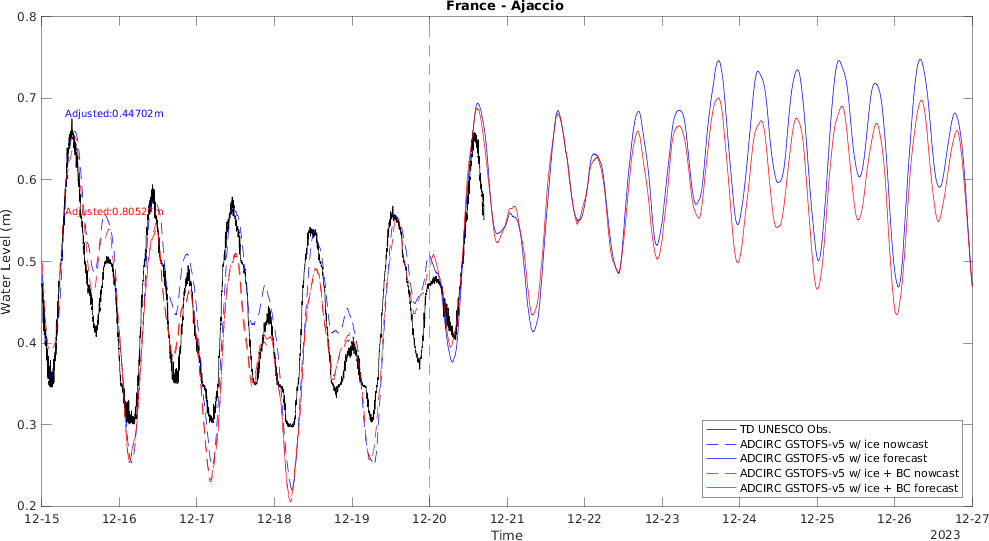 France - Ajaccio
0.8
0.7
0.6
0.5
0.4
0.3
0.2
Water Level (m)
Adjusted:0.44702m
Adjusted:0.80527m
TD UNESCO Obs.
ADCIRC GSTOFS-v5 w/ ice nowcast
ADCIRC GSTOFS-v5 w/ ice forecast
ADCIRC GSTOFS-v5 w/ ice + BC nowcast
ADCIRC GSTOFS-v5 w/ ice + BC forecast
12-15 12-16 12-17 12-18 12-19 12-20 12-21 12-22 12-23 12-24 12-25 12-26 12-27
Time
2023